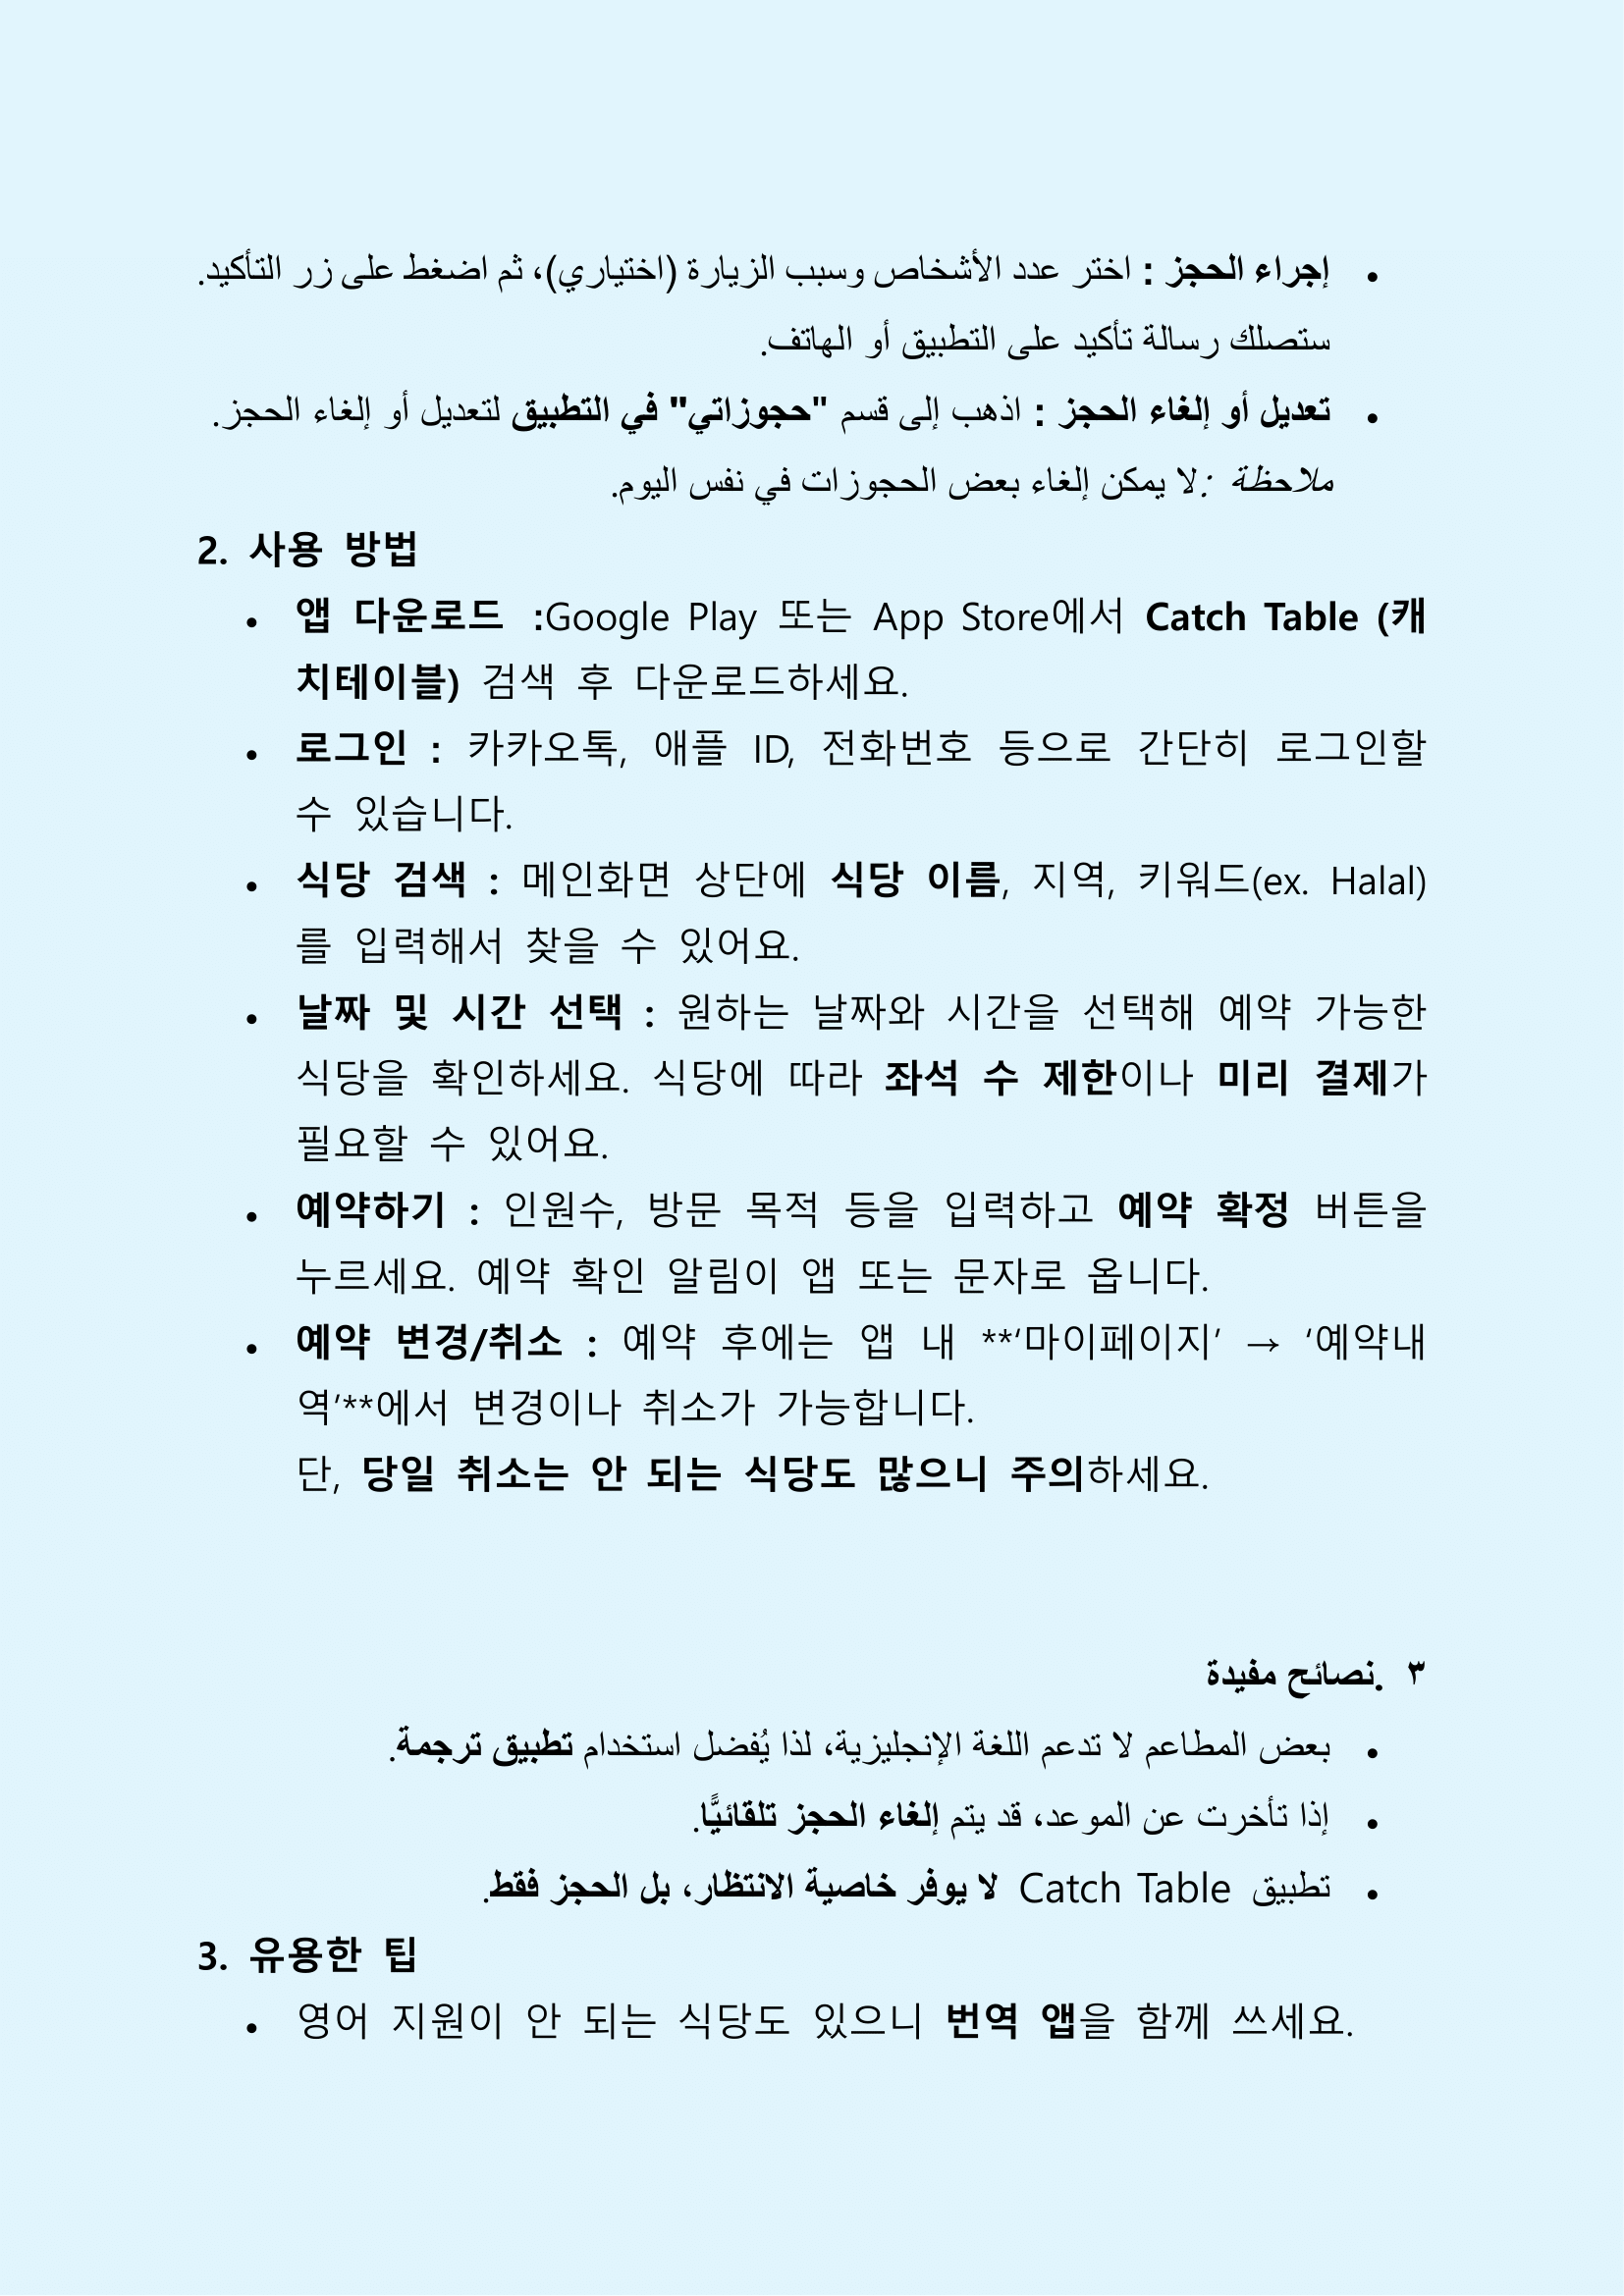 • إجراء الحجز : اختر عدد الأشخاص وسبب الزيارة (اختياري)، ثم اضغط على زر التأكيد.
ستصلك رسالة تأكيد على التطبيق أو الهاتف.
• تعديل أو إلغاء الحجز : اذهب إلى قسم "حجوزاتي" في التطبيق لتعديل أو إلغاء الحجز.
ملاحظة :لا يمكن إلغاء بعض الحجوزات في نفس اليوم.
2. 사용 방법
• 앱 다운로드 :Google Play 또는 App Store에서 Catch Table (캐
치테이블) 검색 후 다운로드하세요.
• 로그인 : 카카오톡, 애플 ID, 전화번호 등으로 간단히 로그인할
수 있습니다.
• 식당 검색 : 메인화면 상단에 식당 이름, 지역, 키워드(ex. Halal)
를 입력해서 찾을 수 있어요.
• 날짜 및 시간 선택 : 원하는 날짜와 시간을 선택해 예약 가능한
식당을 확인하세요. 식당에 따라 좌석 수 제한이나 미리 결제가
필요할 수 있어요.
• 예약하기 : 인원수, 방문 목적 등을 입력하고 예약 확정 버튼을
누르세요. 예약 확인 알림이 앱 또는 문자로 옵니다.
• 예약 변경/취소 : 예약 후에는 앱 내 **‘마이페이지’ → ‘예약내
역’**에서 변경이나 취소가 가능합니다.
단, 당일 취소는 안 되는 식당도 많으니 주의하세요.
٣ .نصائح مفيدة
• بعض المطاعم لا تدعم اللغة الإنجليزية، لذا يُفضل استخدام تطبيق ترجمة.
• إذا تأخرت عن الموعد، قد يتم إلغاء الحجز تلقائيًّا.
• تطبيق Catch Table لا يوفر خاصية الانتظار، بل الحجز فقط.
3. 유용한 팁
• 영어 지원이 안 되는 식당도 있으니 번역 앱을 함께 쓰세요.